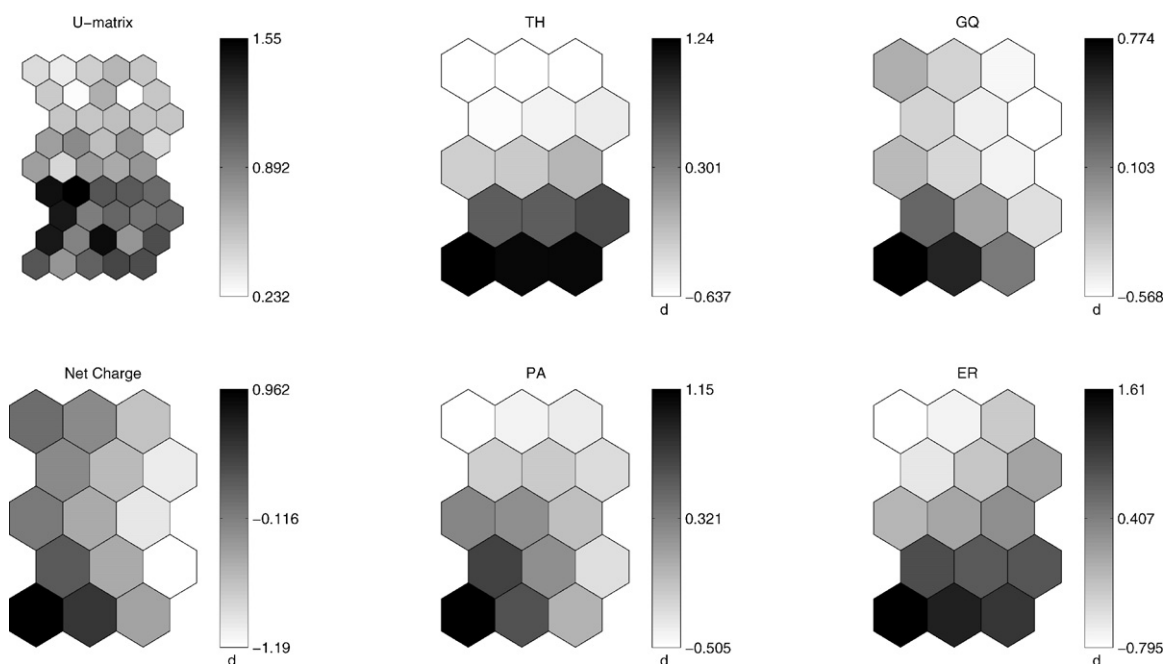 U-matrix
1.55
0.892
0.232
TH
1.24
0.301
-0.637
d
GQ
0.774
0.103
-0.568
d
Net Charge
0.962
-0.116
-1.19
d
PA
1.15
0.321
-0.505
d
ER
1.61
0.407
-0.795
d